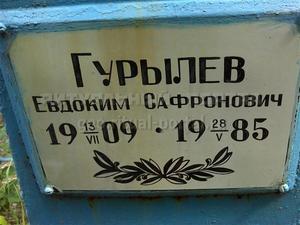 ГУРЫЛЕВ
ЕВДОКИМ САФРОНОВИЧ
19 13/VII 09 · 19 28/V 85